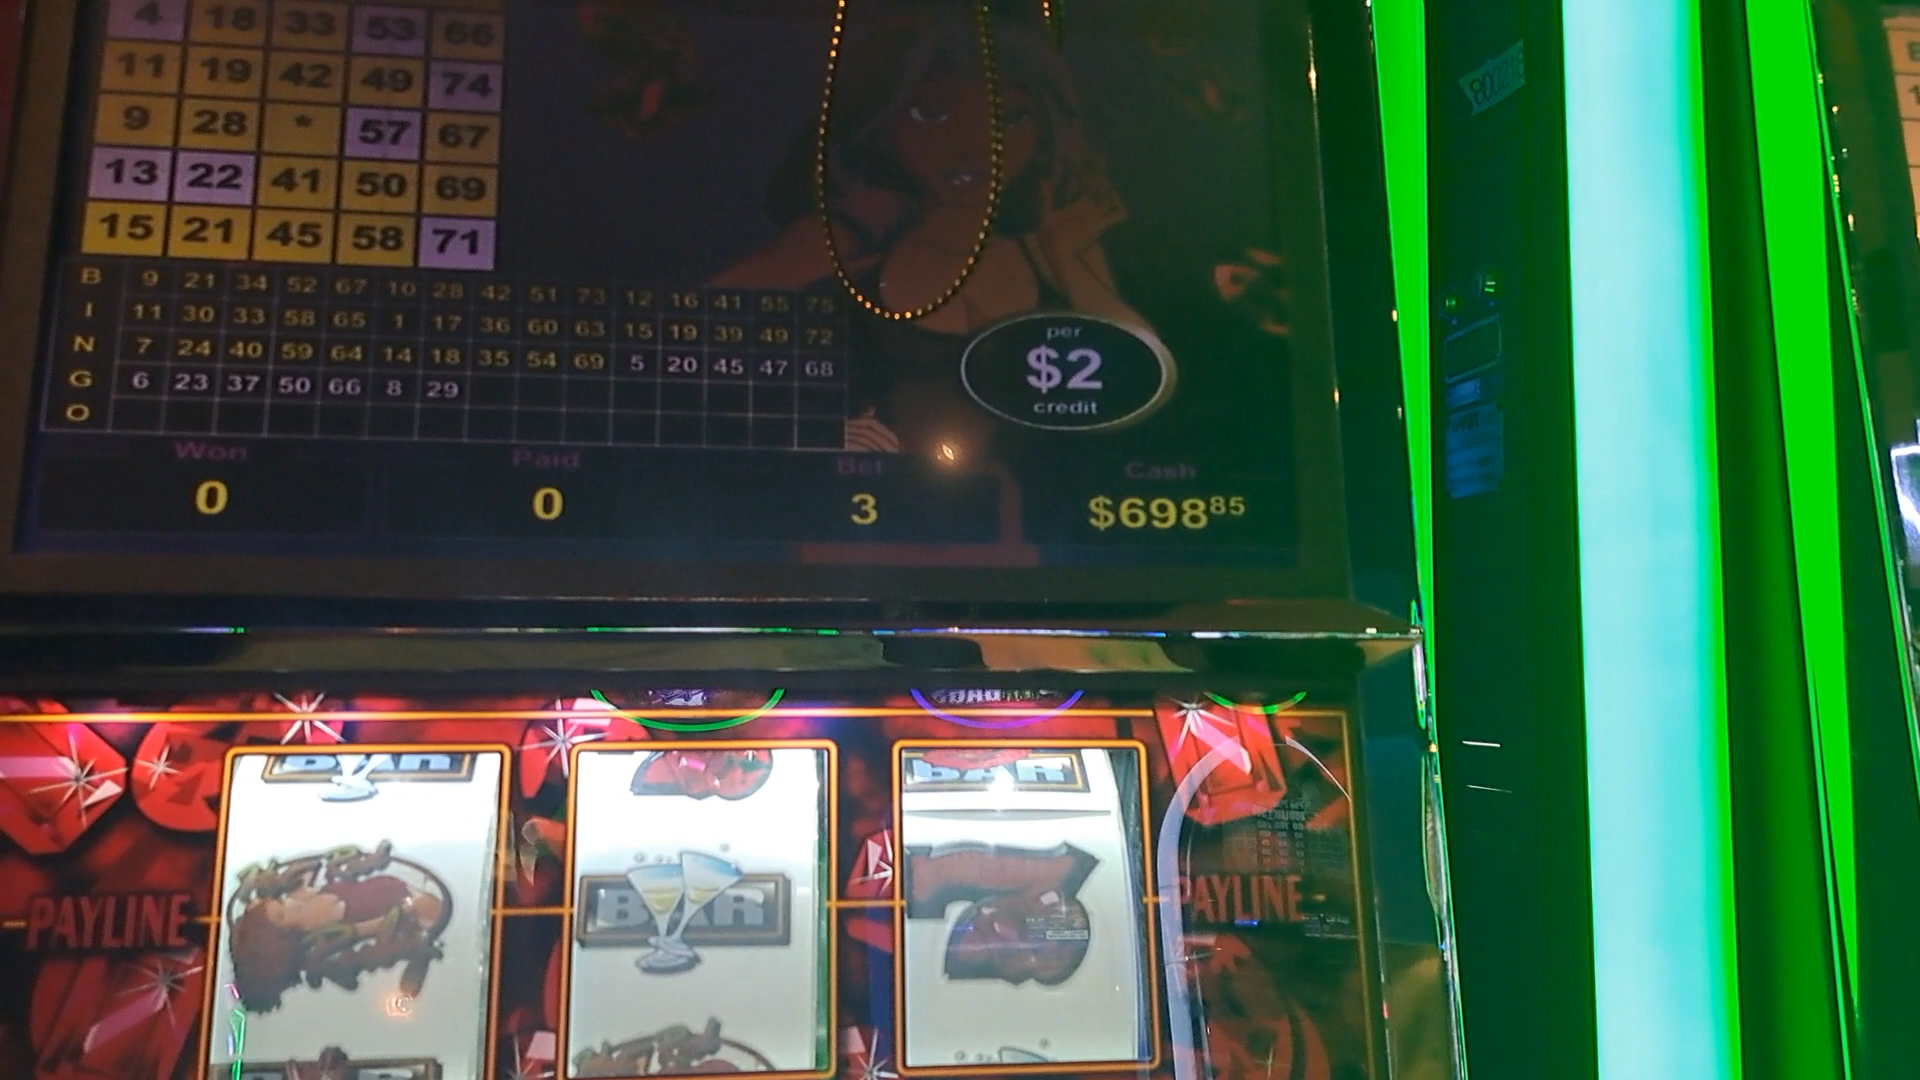 4 18 33 53 66
11 19 42 49 74
9 28 * 57 67
13 22 41 50 69
15 21 45 58 71
B 9 21 34 52 67 10 28 42 51 73 12 16 41 55 75
I 11 30 33 58 65 1 17 36 60 63 15 19 39 49 72
N 7 24 40 59 64 14 18 35 54 69 5 20 45 47 68
G 6 23 37 50 66 8 29
O
per
$2
credit
Won Paid Bet Cash
0 0 3 $698 85
BAR BAR
BAR 7
PAYLINE PAYLINE